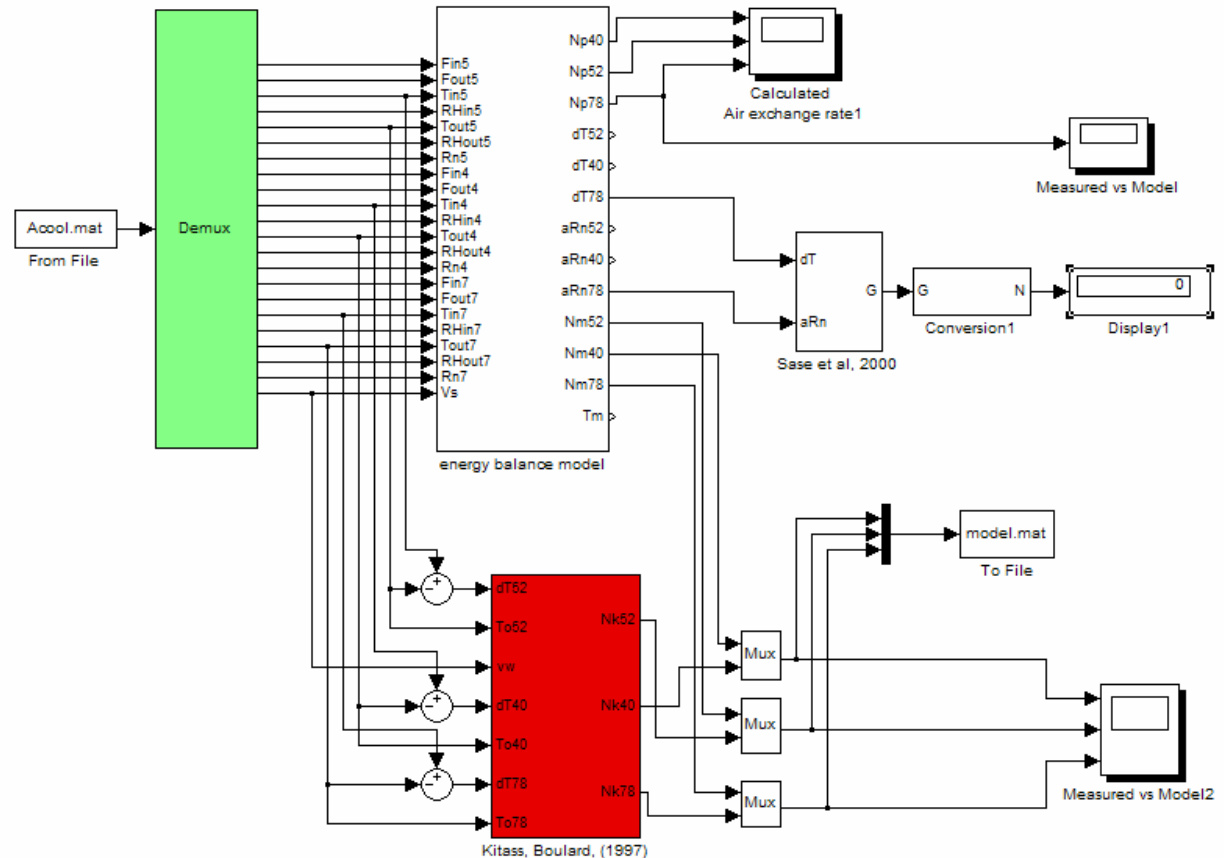 Acool.mat
From File
Demux
Fin5
Fout5
Tin5
RHin5
Tout5
RHout5
Rn5
Fin4
Fout4
Tin4
RHin4
Tout4
RHout4
Rn4
Fin7
Fout7
Tin7
RHin7
Tout7
RHout7
Rn7
Vs
Np40
Np52
Np78
dT52
dT40
dT78
aRn52
aRn40
aRn78
Nm52
Nm40
Nm78
Tm
energy balance model
Calculated
Air exchange rate1
Measured vs Model
dT
aRn
G
Sase et al, 2000
G
N
Conversion1
0
Display1
model.mat
To File
dT52
To52
vw
dT40
To40
dT78
To78
Nk52
Nk40
Nk78
Kitass, Boulard, (1997)
Mux
Mux
Mux
Measured vs Model2